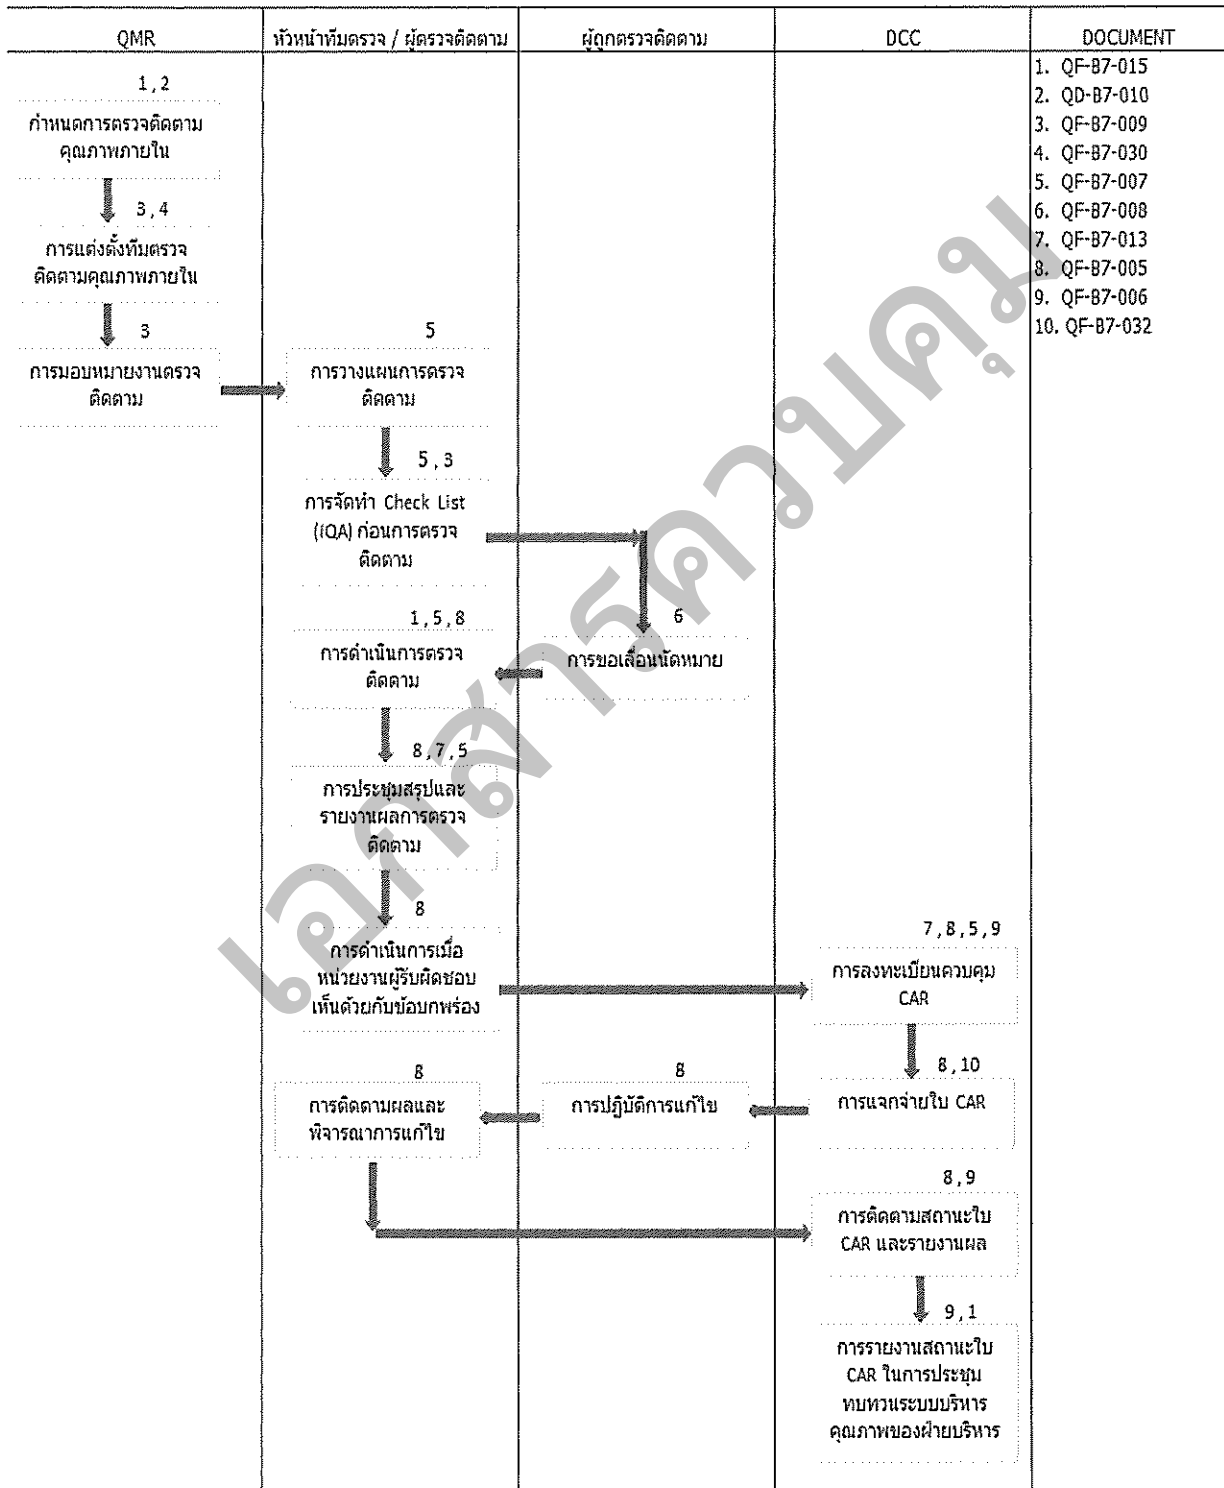 QMR
หัวหน้าทีมตรวจ / ผู้ตรวจติดตาม
ผู้ถูกตรวจติดตาม
DCC
DOCUMENT
1. QF-B7-015
2. QD-B7-010
3. QF-B7-009
4. QF-B7-030
5. QF-B7-007
6. QF-B7-008
7. QF-B7-013
8. QF-B7-005
9. QF-B7-006
10. QF-B7-032
1,2
กำหนดการตรวจติดตาม
คุณภาพภายใน
3,4
การแต่งตั้งทีมตรวจ
ติดตามคุณภาพภายใน
3
การมอบหมายงานตรวจ
ติดตาม
5
การวางแผนการตรวจ
ติดตาม
5,3
การจัดทำ Check List
(IQA) ก่อนการตรวจ
ติดตาม
6
การขอเลื่อนนัดหมาย
1,5,8
การดำเนินการตรวจ
ติดตาม
8,7,5
การประชุมสรุปและ
รายงานผลการตรวจ
ติดตาม
8
การดำเนินการเมื่อ
หน่วยงานผู้รับผิดชอบ
เห็นด้วยกับข้อบกพร่อง
7,8,5,9
การลงทะเบียนควบคุม
CAR
8,10
การแจกจ่ายใบ CAR
8
การปฏิบัติการแก้ไข
8
การติดตามผลและ
พิจารณาการแก้ไข
8,9
การติดตามสถานะใบ
CAR และรายงานผล
9,1
การรายงานสถานะใบ
CAR ในการประชุม
ทบทวนระบบบริหาร
คุณภาพของฝ่ายบริหาร
เอกสารควบคุม